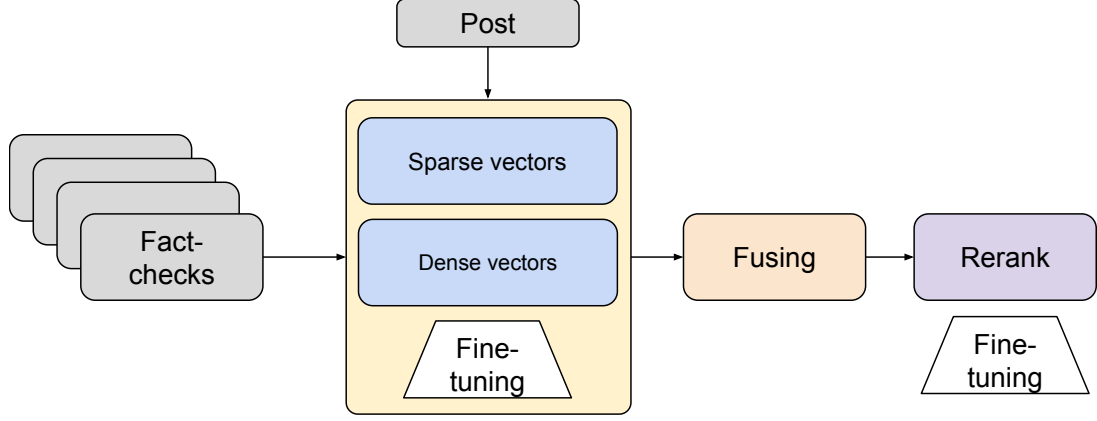 Post
Sparse vectors
Fact-
checks
Dense vectors
Fusing
Rerank
Fine-
tuning
Fine-
tuning